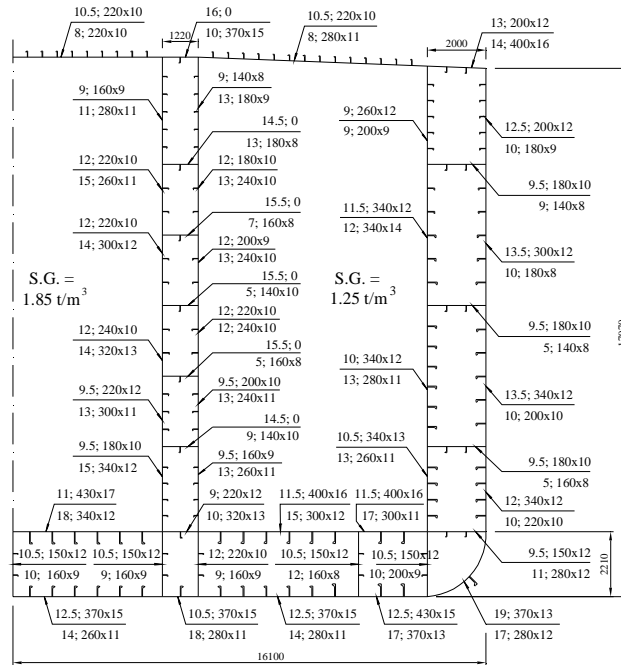 10.5; 220x10
8; 220x10
16; 0
10; 370x15
1220
10.5; 220x10
8; 280x11
13; 200x12
14; 400x16
2000
9; 160x9
11; 280x11
9; 140x8
13; 180x9
9; 260x12
9; 200x9
12.5; 200x12
10; 180x9
14.5; 0
13; 180x8
12; 220x10
15; 260x11
12; 180x10
13; 240x10
9.5; 180x10
9; 140x8
15.5; 0
7; 160x8
11.5; 340x12
12; 340x14
12; 220x10
14; 300x12
12; 200x9
13; 240x10
13.5; 300x12
10; 180x8
S.G. =
1.85 t/m3
15.5; 0
5; 140x10
S.G. =
1.25 t/m3
12; 240x10
14; 320x13
12; 220x10
12; 240x10
9.5; 180x10
5; 140x8
15.5; 0
5; 160x8
10; 340x12
13; 280x11
9.5; 220x12
13; 300x11
9.5; 200x10
13; 240x11
13.5; 340x12
10; 200x10
14.5; 0
9; 140x10
9.5; 180x10
15; 340x12
9.5; 160x9
13; 260x11
10.5; 340x13
13; 260x11
9.5; 180x10
5; 160x8
11; 430x17
18; 340x12
9; 220x12
10; 320x13
11.5; 400x16
15; 300x12
11.5; 400x16
17; 300x11
12; 340x12
10; 220x10
10.5; 150x12
10; 160x9
10.5; 150x12
9; 160x9
12; 220x10
9; 160x9
10.5; 150x12
12; 160x8
10.5; 150x12
10; 200x9
9.5; 150x12
11; 280x12
2210
12.5; 370x15
14; 260x11
10.5; 370x15
18; 280x11
12.5; 370x15
14; 280x11
12.5; 430x15
17; 370x13
19; 370x13
17; 280x12
16100